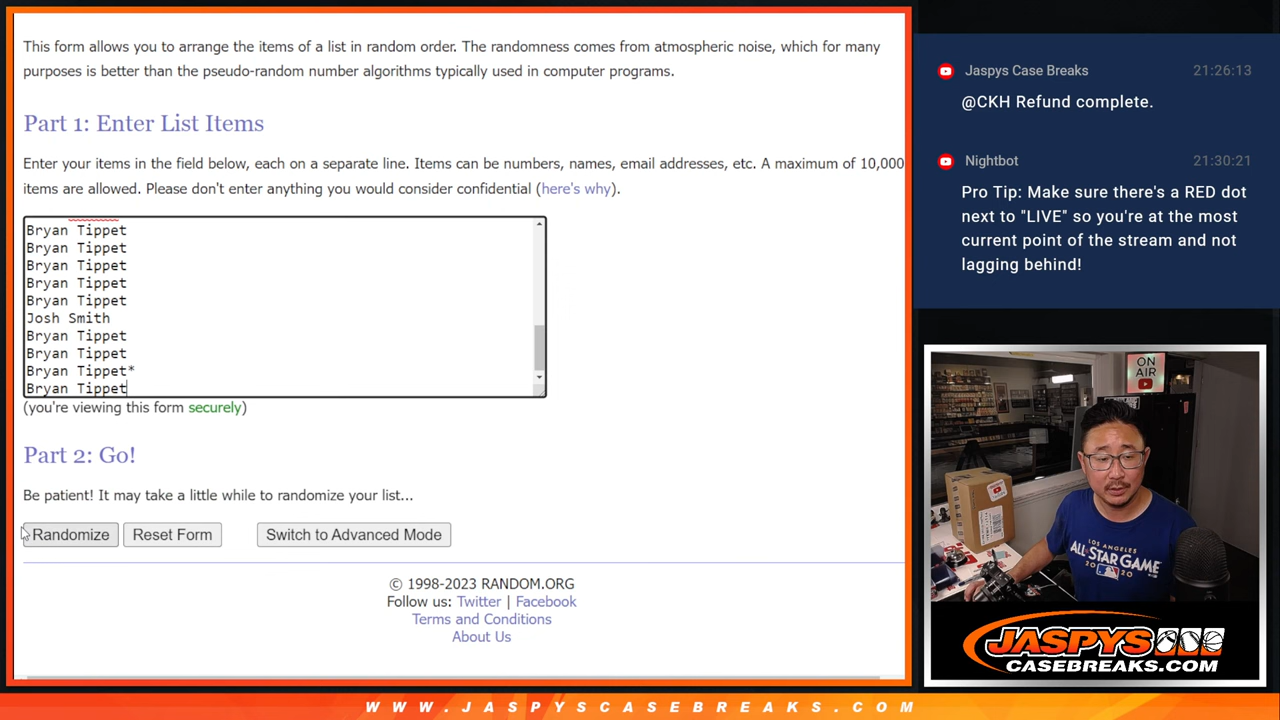 This form allows you to arrange the items of a list in random order. The randomness comes from atmospheric noise, which for many
purposes is better than the pseudo-random number algorithms typically used in computer programs.
Part 1: Enter List Items
Enter your items in the field below, each on a separate line. Items can be numbers, names, email addresses, etc. A maximum of 10,000
items are allowed. Please don't enter anything you would consider confidential (here's why).
Bryan Tippet
Bryan Tippet
Bryan Tippet
Bryan Tippet
Bryan Tippet
Josh Smith
Bryan Tippet
Bryan Tippet
Bryan Tippet*
Bryan Tippet
(you're viewing this form securely)
Part 2: Go!
Be patient! It may take a little while to randomize your list...
Randomize
Reset Form
Switch to Advanced Mode
© 1998-2023 RANDOM.ORG
Follow us: Twitter | Facebook
Terms and Conditions
About Us
Jaspys Case Breaks 21:26:13
@CKH Refund complete.
Nightbot 21:30:21
Pro Tip: Make sure there's a RED dot
next to "LIVE" so you're at the most
current point of the stream and not
lagging behind!
ON
AIR
LOS ANGELES
ALL-STAR GAME
2020
JASPYS
CASEBREAKS.COM
WWW.JASPYSCASEBREAKS.COM